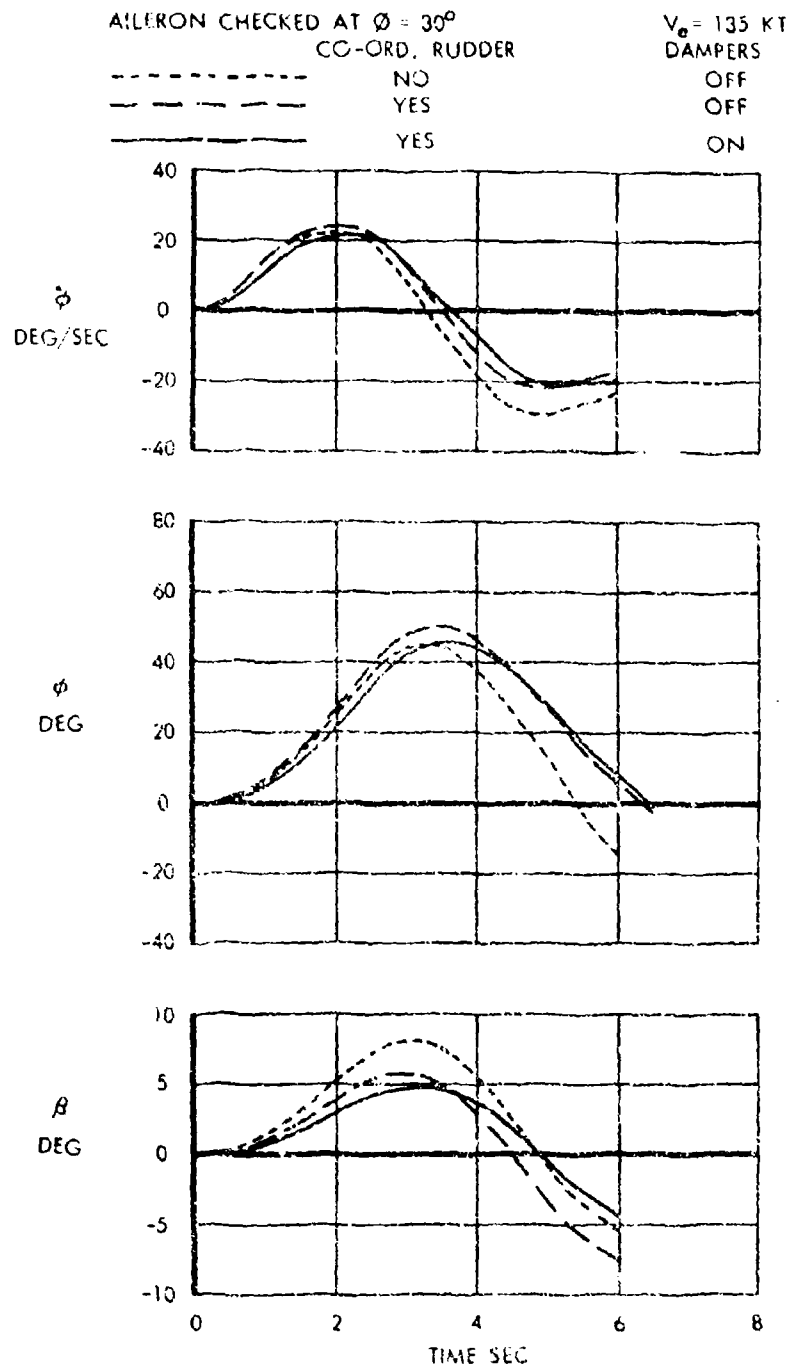 AILERON CHECKED AT Ø = 30° Vₑ = 135 KT
CO-ORD. RUDDER DAMPERS
NO OFF
YES OFF
YES ON
40
20
0
-20
-40
φ̇
DEG/SEC
80
60
40
20
0
-20
-40
φ
DEG
10
5
0
-5
-10
β
DEG
0 2 4 6 8
TIME SEC